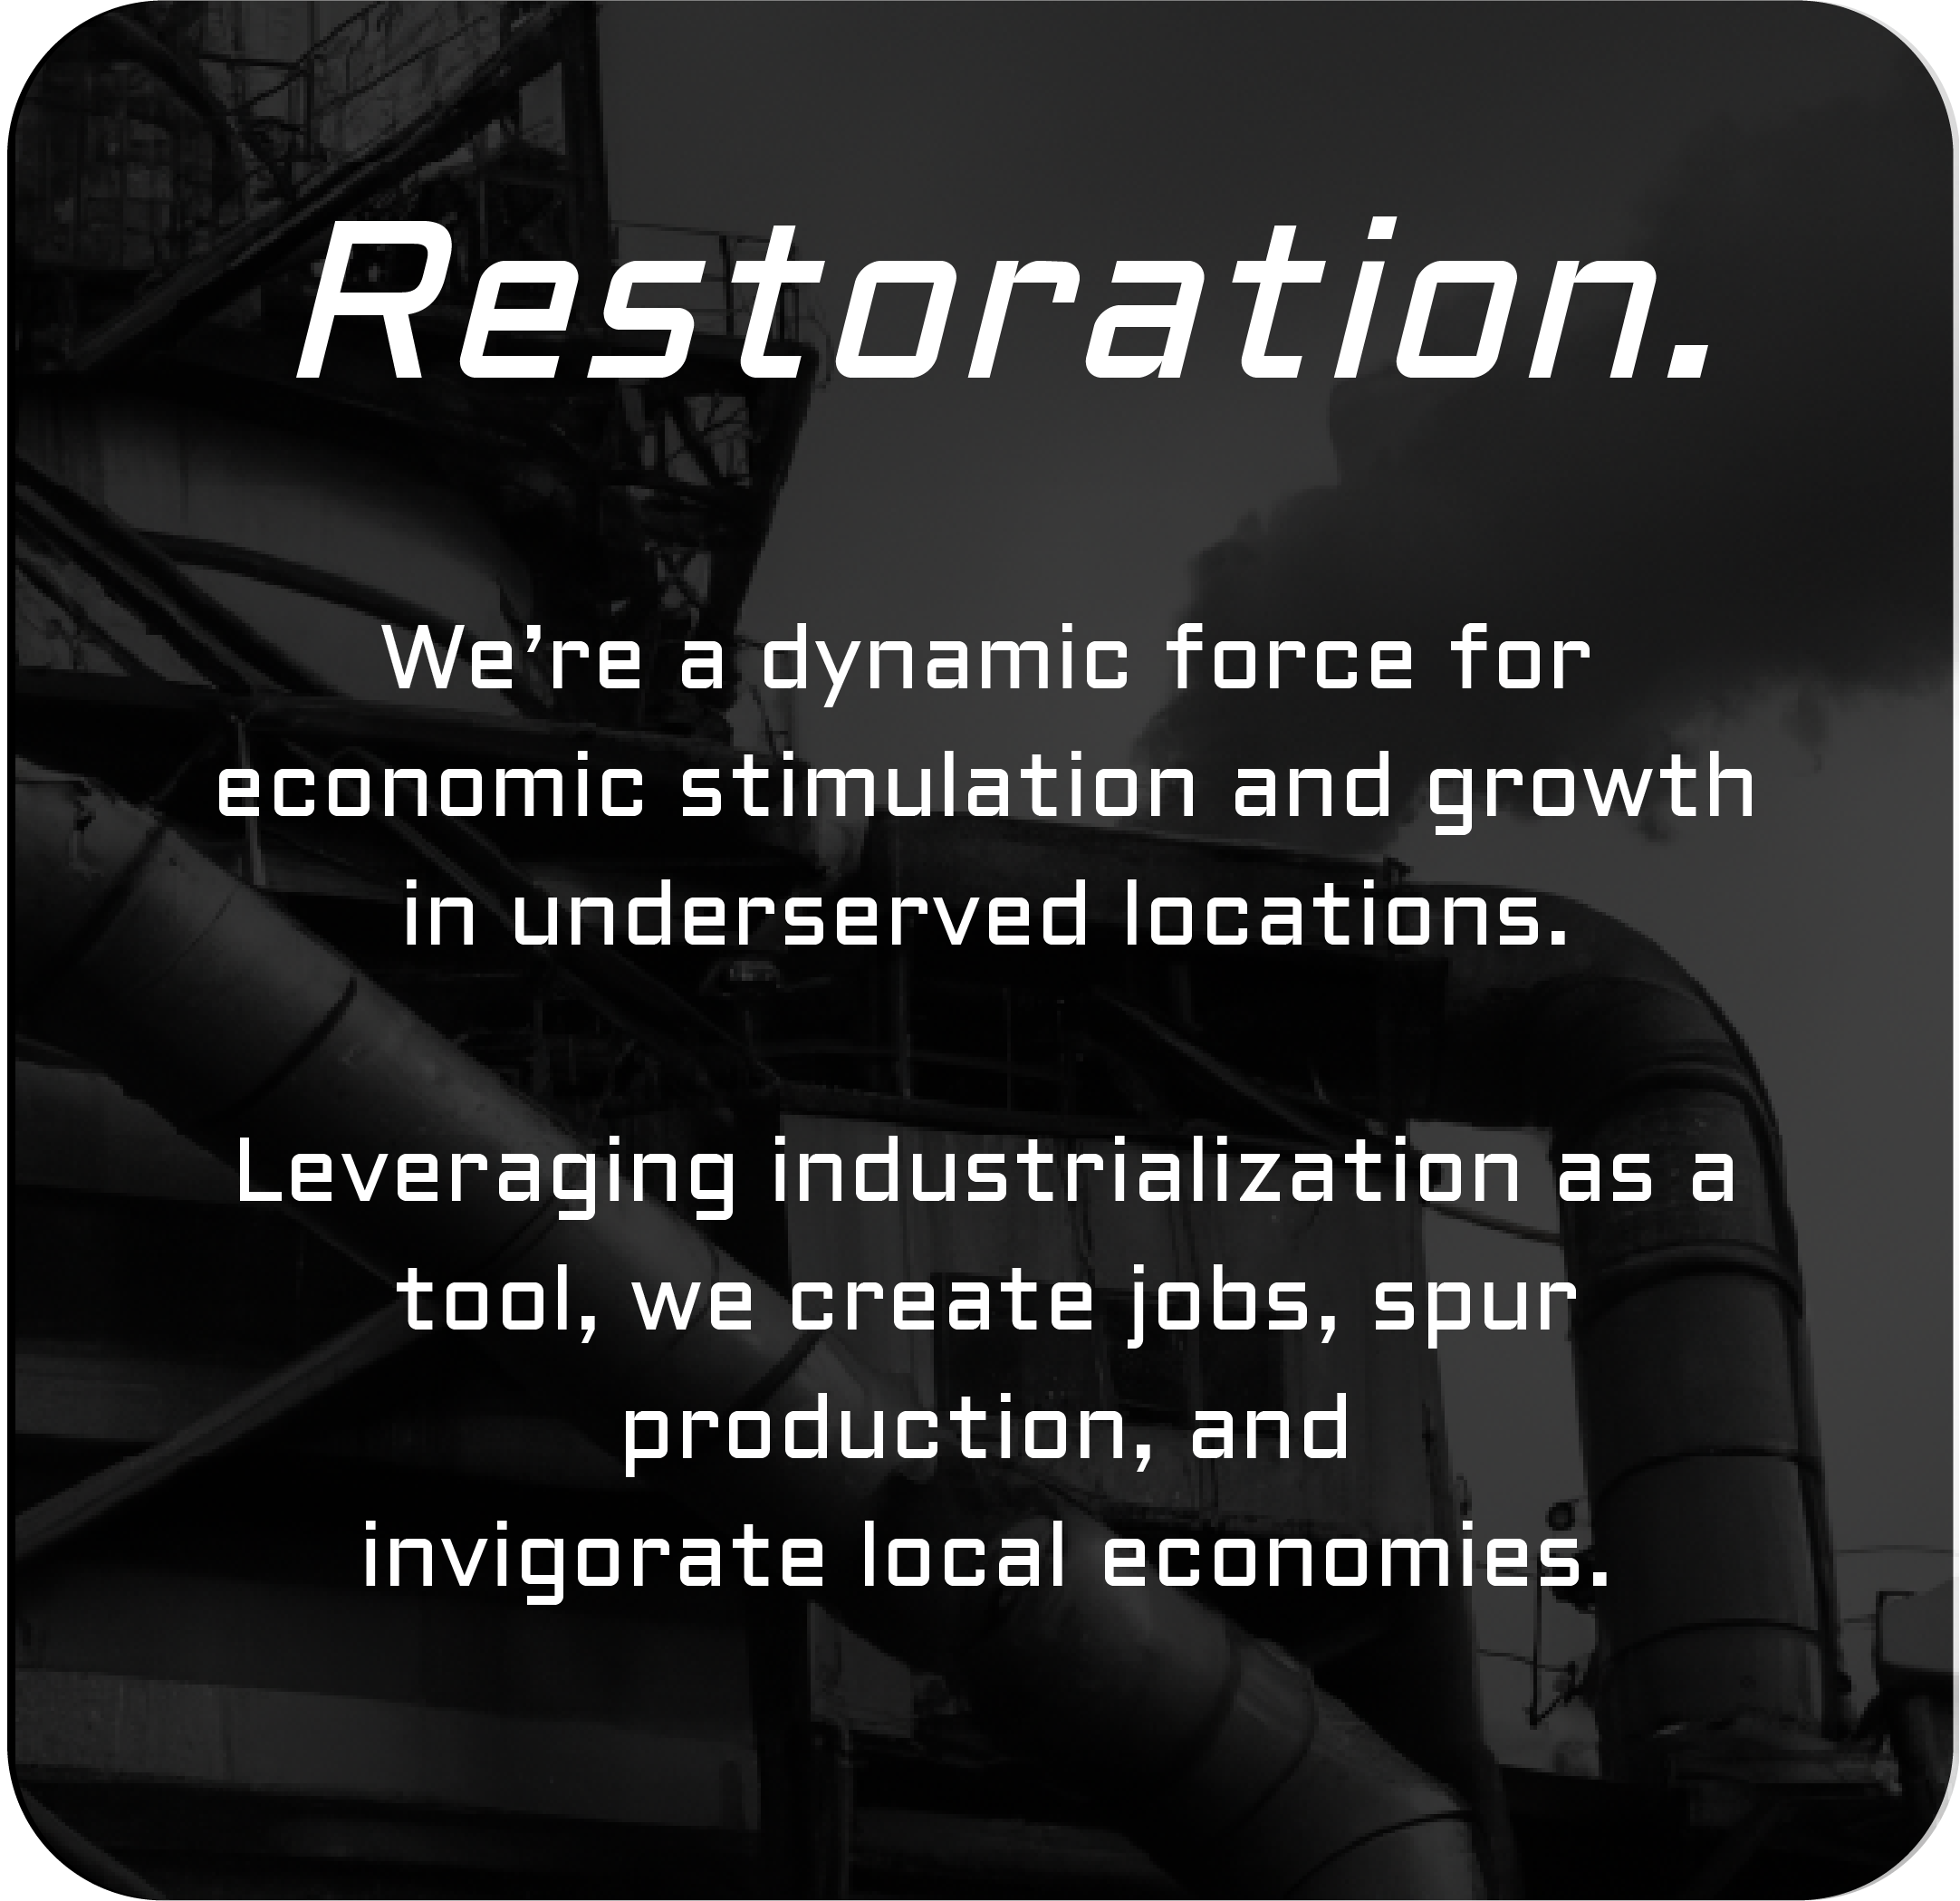 Restoration.
We’re a dynamic force for
economic stimulation and growth
in underserved locations.
Leveraging industrialization as a
tool, we create jobs, spur
production, and
invigorate local economies.